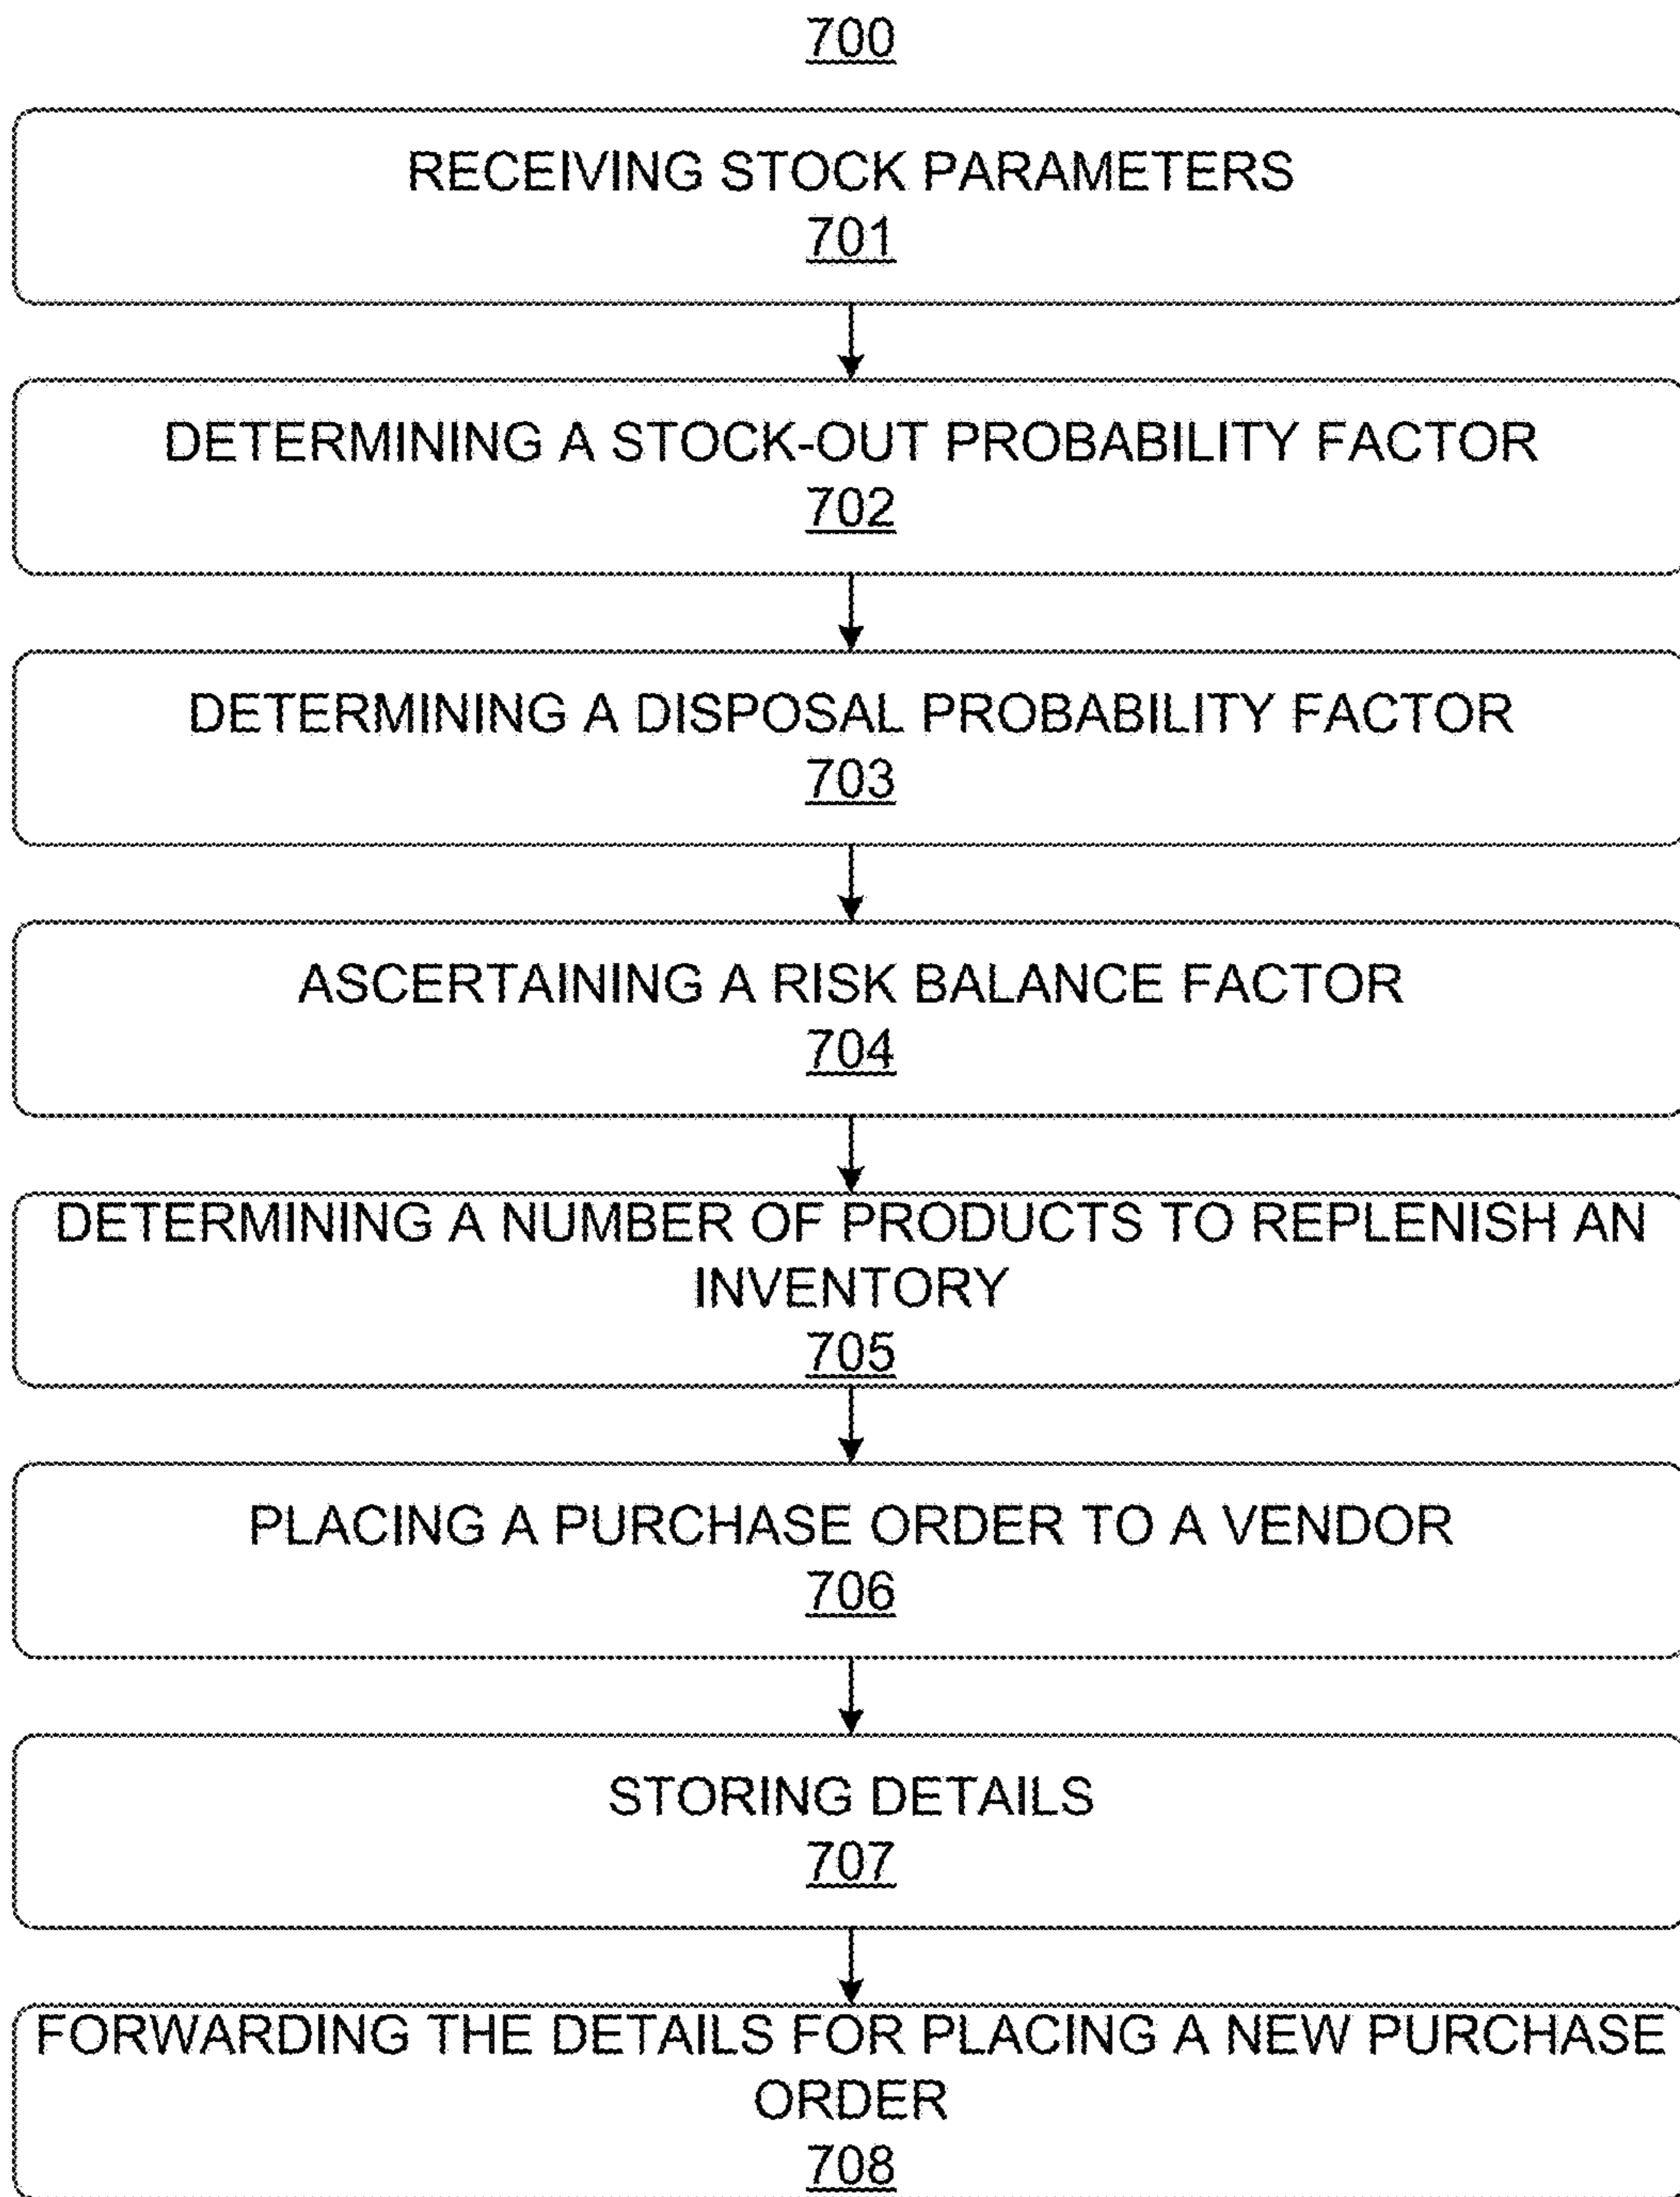 700
RECEIVING STOCK PARAMETERS
701
DETERMINING A STOCK-OUT PROBABILITY FACTOR
702
DETERMINING A DISPOSAL PROBABILITY FACTOR
703
ASCERTAINING A RISK BALANCE FACTOR
704
DETERMINING A NUMBER OF PRODUCTS TO REPLENISH AN
INVENTORY
705
PLACING A PURCHASE ORDER TO A VENDOR
706
STORING DETAILS
707
FORWARDING THE DETAILS FOR PLACING A NEW PURCHASE
ORDER
708